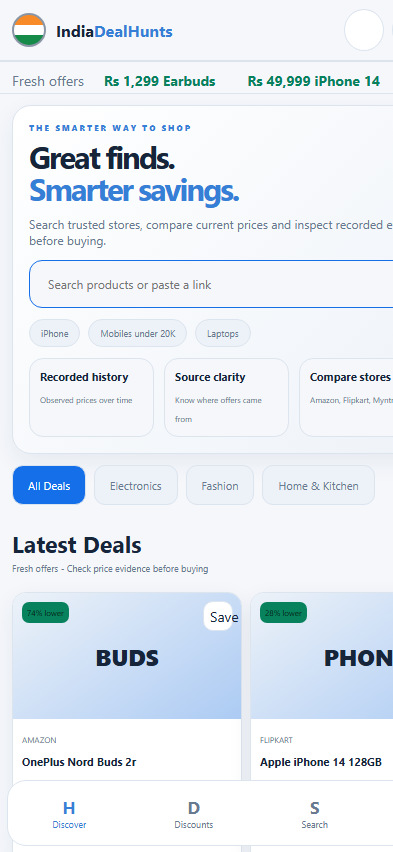 IndiaDealHunts
Fresh offers Rs 1,299 Earbuds Rs 49,999 iPhone 14
THE SMARTER WAY TO SHOP
Great finds.
Smarter savings.
Search trusted stores, compare current prices and inspect recorded
before buying.
Search products or paste a link
iPhone Mobiles under 20K Laptops
Recorded history Source clarity Compare stores
Observed prices over time Know where offers came Amazon, Flipkart,
from
All Deals Electronics Fashion Home & Kitchen
Latest Deals
Fresh offers - Check price evidence before buying
74% lower Save 28% lower
BUDS PHON
AMAZON FLIPKART
OnePlus Nord Buds 2r Apple iPhone 14 128GB
H D S
Discover Discounts Search